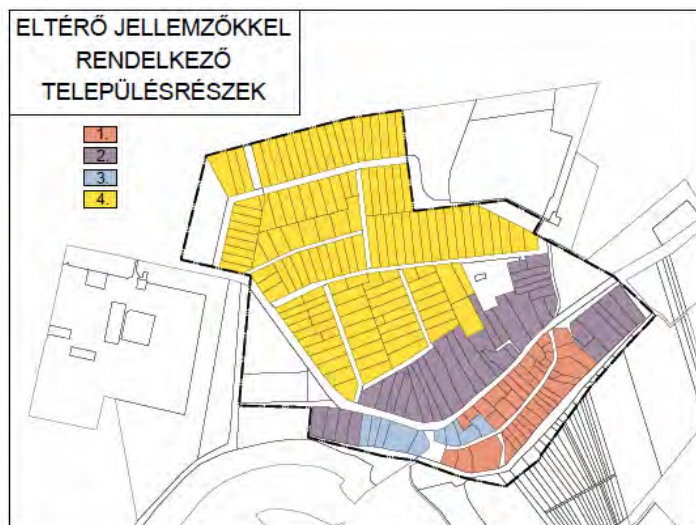 ELTÉRŐ JELLEMZŐKKEL
RENDELKEZŐ
TELEPÜLÉSRÉSZEK
1.
2.
3.
4.